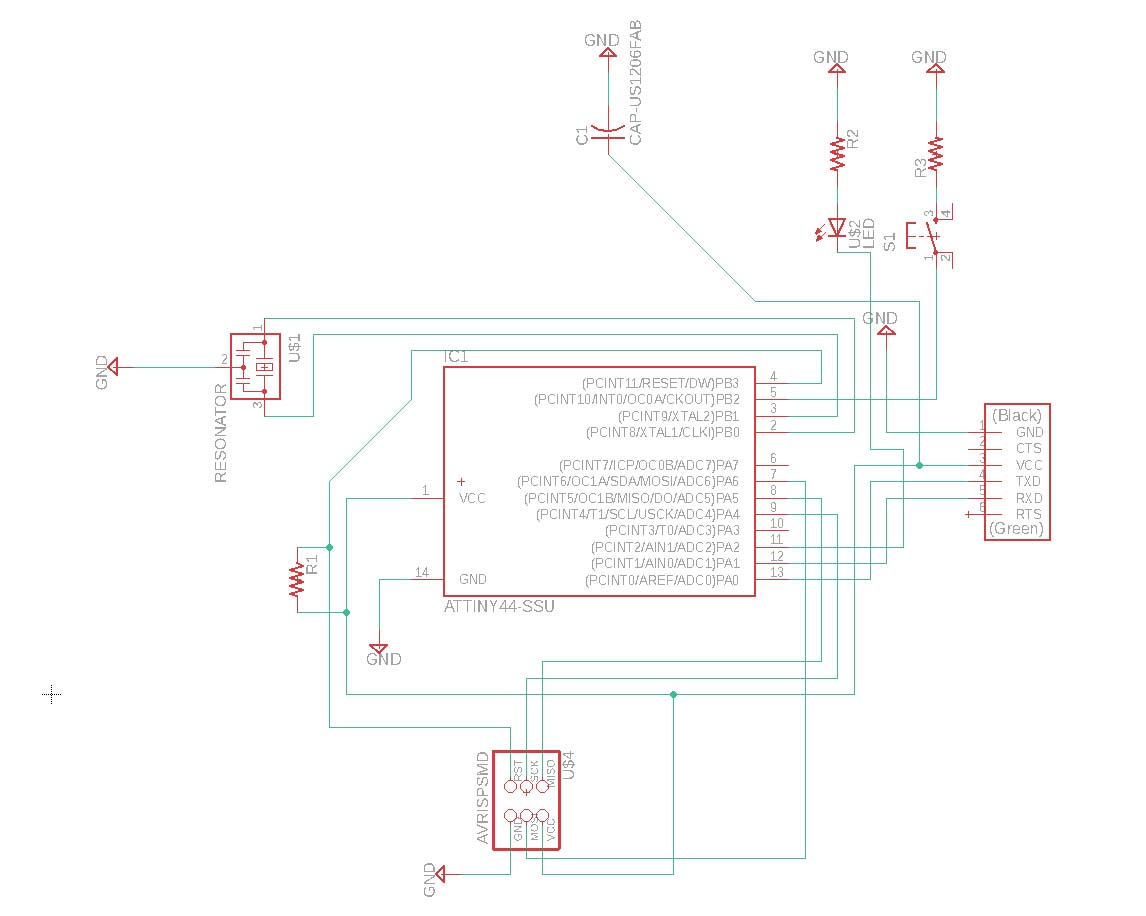 GND
C1
CAP-US1206FAB
GND
R2
U$2
LED
GND
R3
S1
3
4
1
2
GND
1
2
3
U$1
RESONATOR
GND
IC1
(PCINT11/RESET/DW)PB3 4
(PCINT10/INT0/OC0A/CKOUT)PB2 5
(PCINT9/XTAL2)PB1 3
(PCINT8/XTAL1/CLKI)PB0 2
(PCINT7/ICP/OC0B/ADC7)PA7 6
(PCINT6/OC1A/SDA/MOSI/ADC6)PA6 7
(PCINT5/OC1B/MISO/DO/ADC5)PA5 8
(PCINT4/T1/SCL/USCK/ADC4)PA4 9
(PCINT3/T0/ADC3)PA3 10
(PCINT2/AIN1/ADC2)PA2 11
(PCINT1/AIN0/ADC1)PA1 12
(PCINT0/AREF/ADC0)PA0 13
1 VCC
14 GND
ATTINY44-SSU
GND
R1
(Black)
1 GND
2 CTS
3 VCC
4 TXD
5 RXD
6 RTS
(Green)
AVRISPSMD
U$4
RST
SCK
MISO
GND
MOSI
VCC
GND